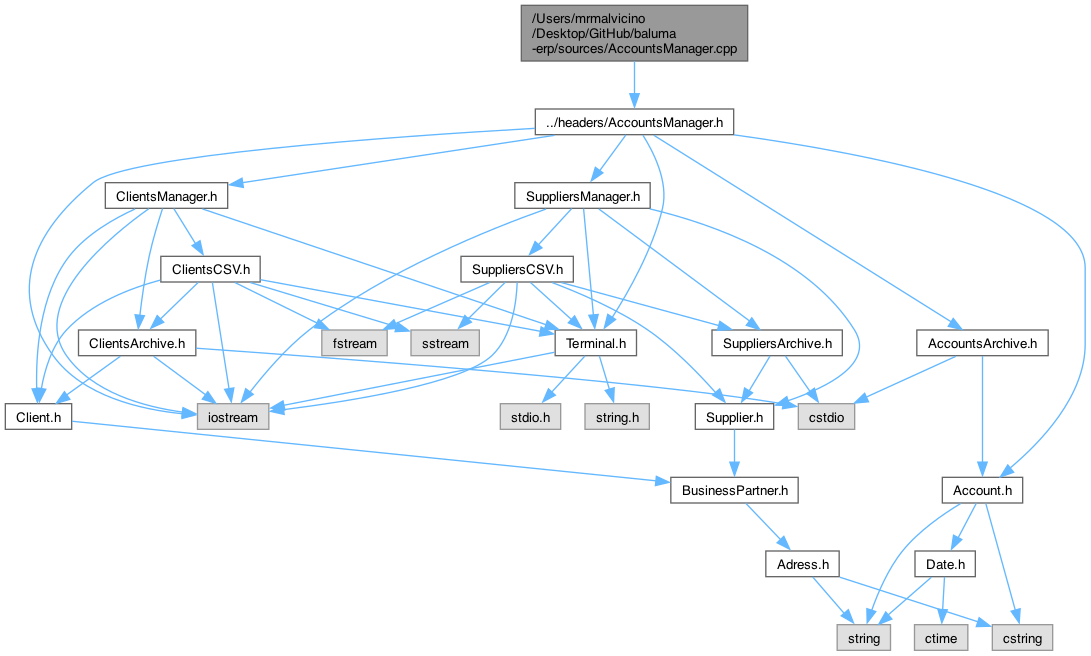 /Users/mrmalvicino
/Desktop/GitHub/baluma
-erp/sources/AccountsManager.cpp
../headers/AccountsManager.h
ClientsManager.h
SuppliersManager.h
ClientsCSV.h
SuppliersCSV.h
ClientsArchive.h
fstream
sstream
Terminal.h
SuppliersArchive.h
AccountsArchive.h
Client.h
iostream
stdio.h
string.h
Supplier.h
cstdio
BusinessPartner.h
Account.h
Adress.h
Date.h
string
ctime
cstring